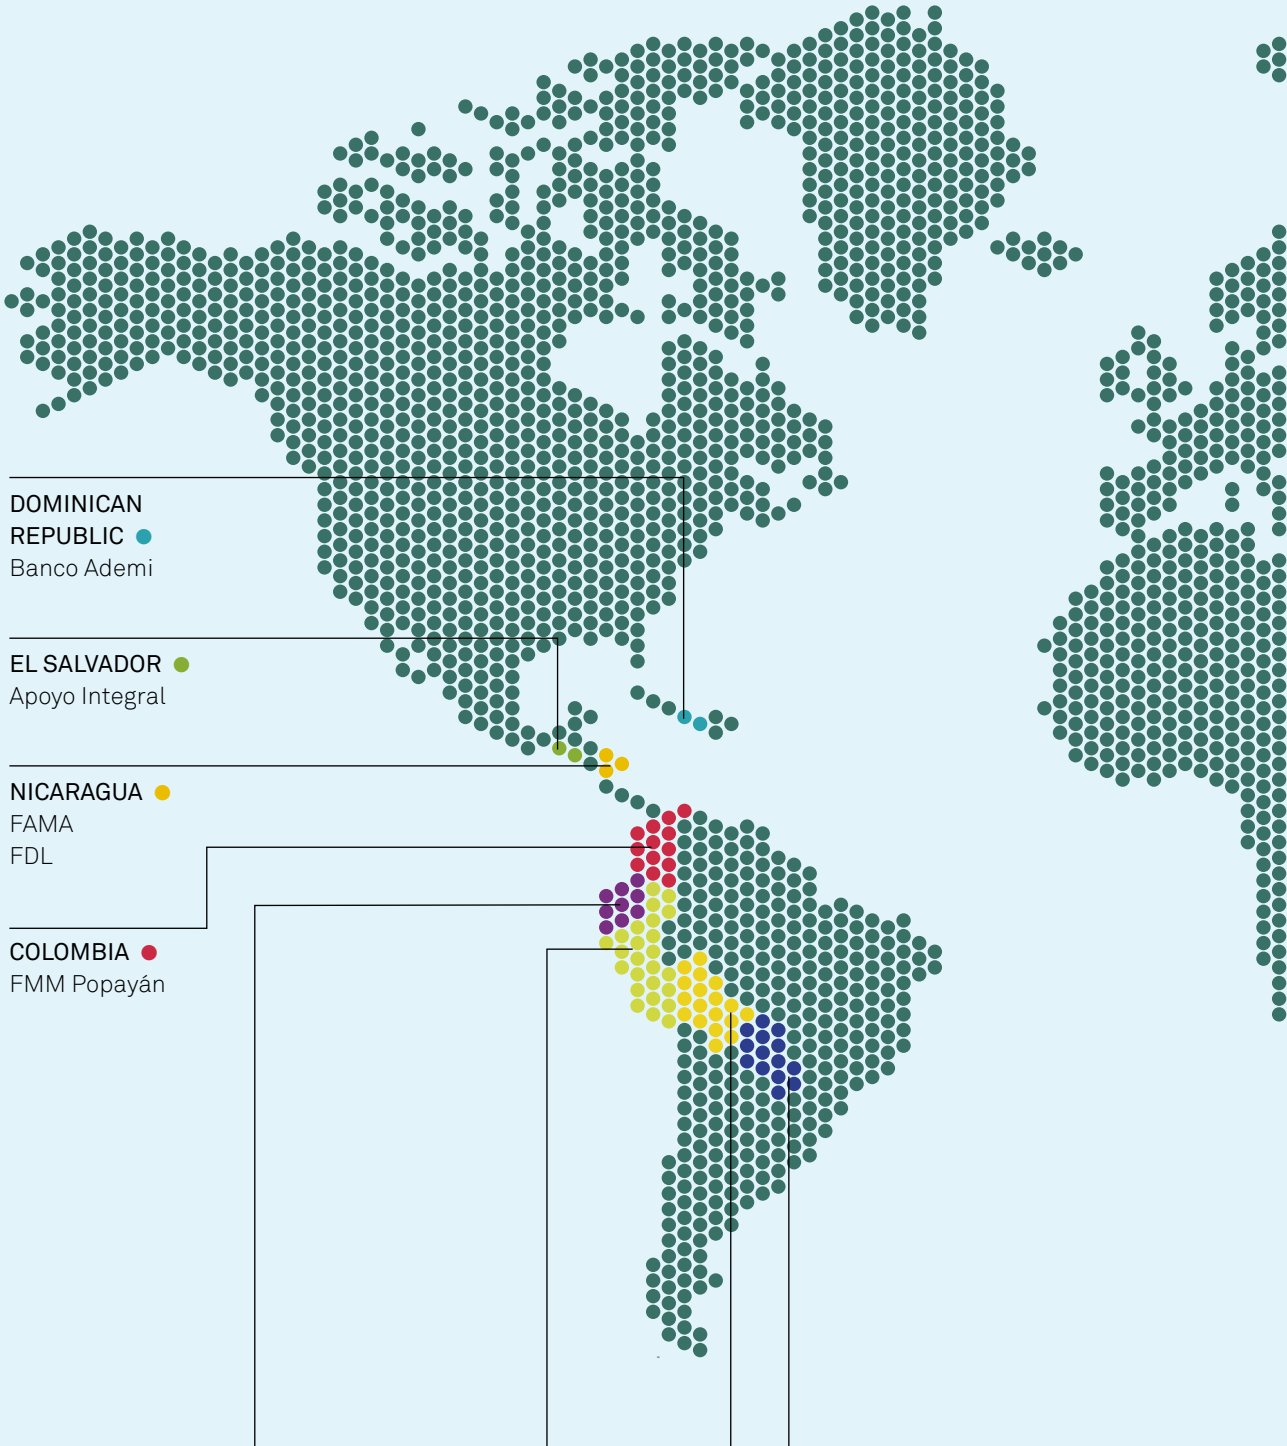 DOMINICAN
REPUBLIC
Banco Ademi
EL SALVADOR
Apoyo Integral
NICARAGUA
FAMA
FDL
COLOMBIA
FMM Popayán